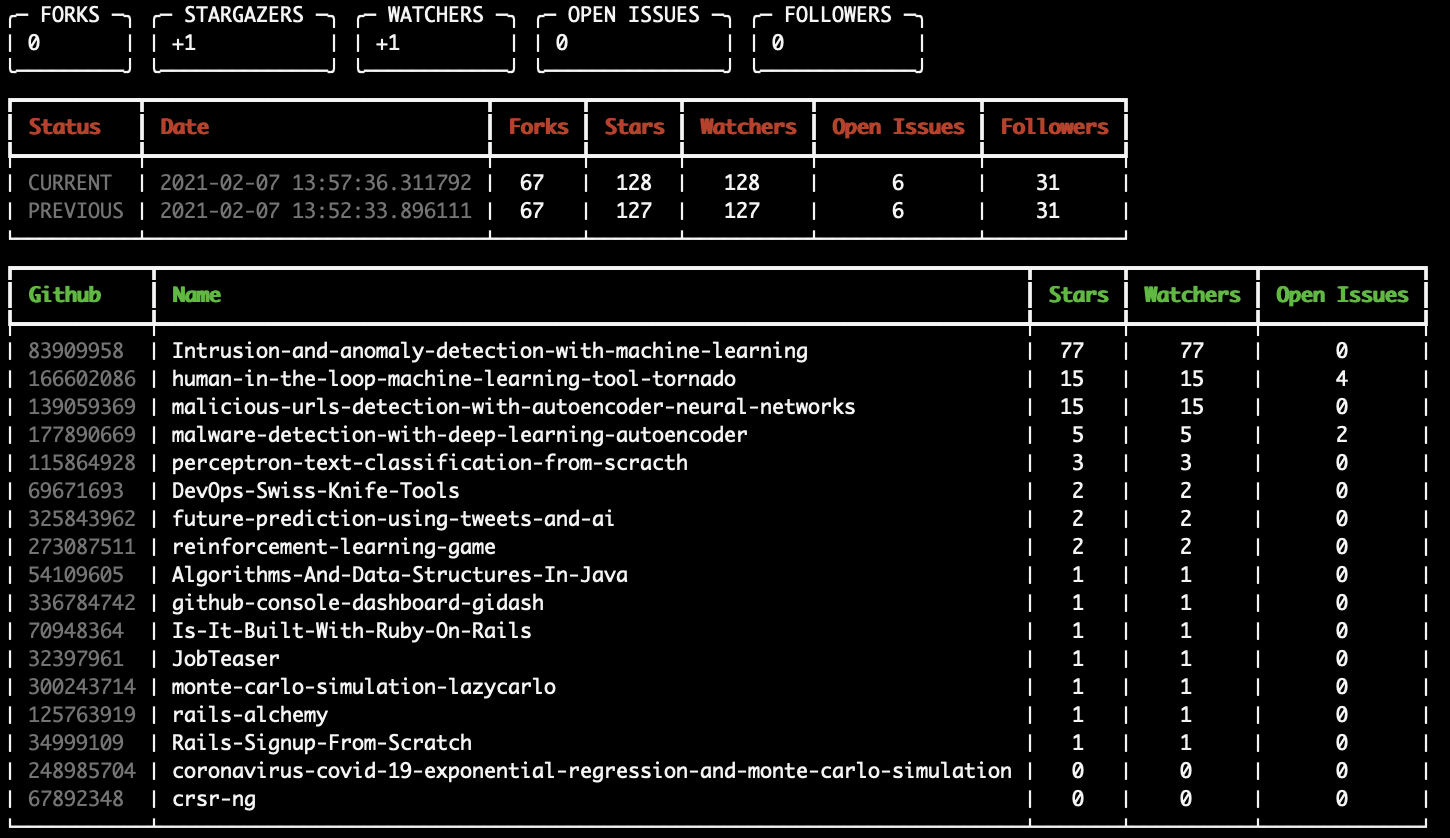 FORKS STARGAZERS WATCHERS OPEN ISSUES FOLLOWERS
0 +1 +1 0 0
Status Date Forks Stars Watchers Open Issues Followers
CURRENT 2021-02-07 13:57:36.311792 67 128 128 6 31
PREVIOUS 2021-02-07 13:52:33.896111 67 127 127 6 31
Github Name Stars Watchers Open Issues
83909958 Intrusion-and-anomaly-detection-with-machine-learning 77 77 0
166602086 human-in-the-loop-machine-learning-tool-tornado 15 15 4
139059369 malicious-urls-detection-with-autoencoder-neural-networks 15 15 0
177890669 malware-detection-with-deep-learning-autoencoder 5 5 2
115864928 perceptron-text-classification-from-scracth 3 3 0
69671693 DevOps-Swiss-Knife-Tools 2 2 0
325843962 future-prediction-using-tweets-and-ai 2 2 0
273087511 reinforcement-learning-game 2 2 0
54109605 Algorithms-And-Data-Structures-In-Java 1 1 0
336784742 github-console-dashboard-gidash 1 1 0
70948364 Is-It-Built-With-Ruby-On-Rails 1 1 0
32397961 JobTeaser 1 1 0
300243714 monte-carlo-simulation-lazycarlo 1 1 0
125763919 rails-alchemy 1 1 0
34999109 Rails-Signup-From-Scratch 1 1 0
248985704 coronavirus-covid-19-exponential-regression-and-monte-carlo-simulation 0 0 0
67892348 crsr-ng 0 0 0